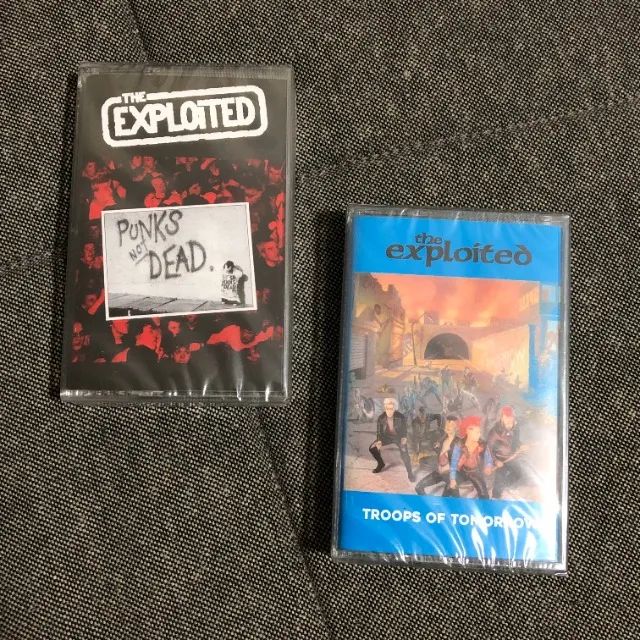 THE
EXPLOITED
PUNKS
NOT
DEAD.
the
exploited
TROOPS OF TOMORROW